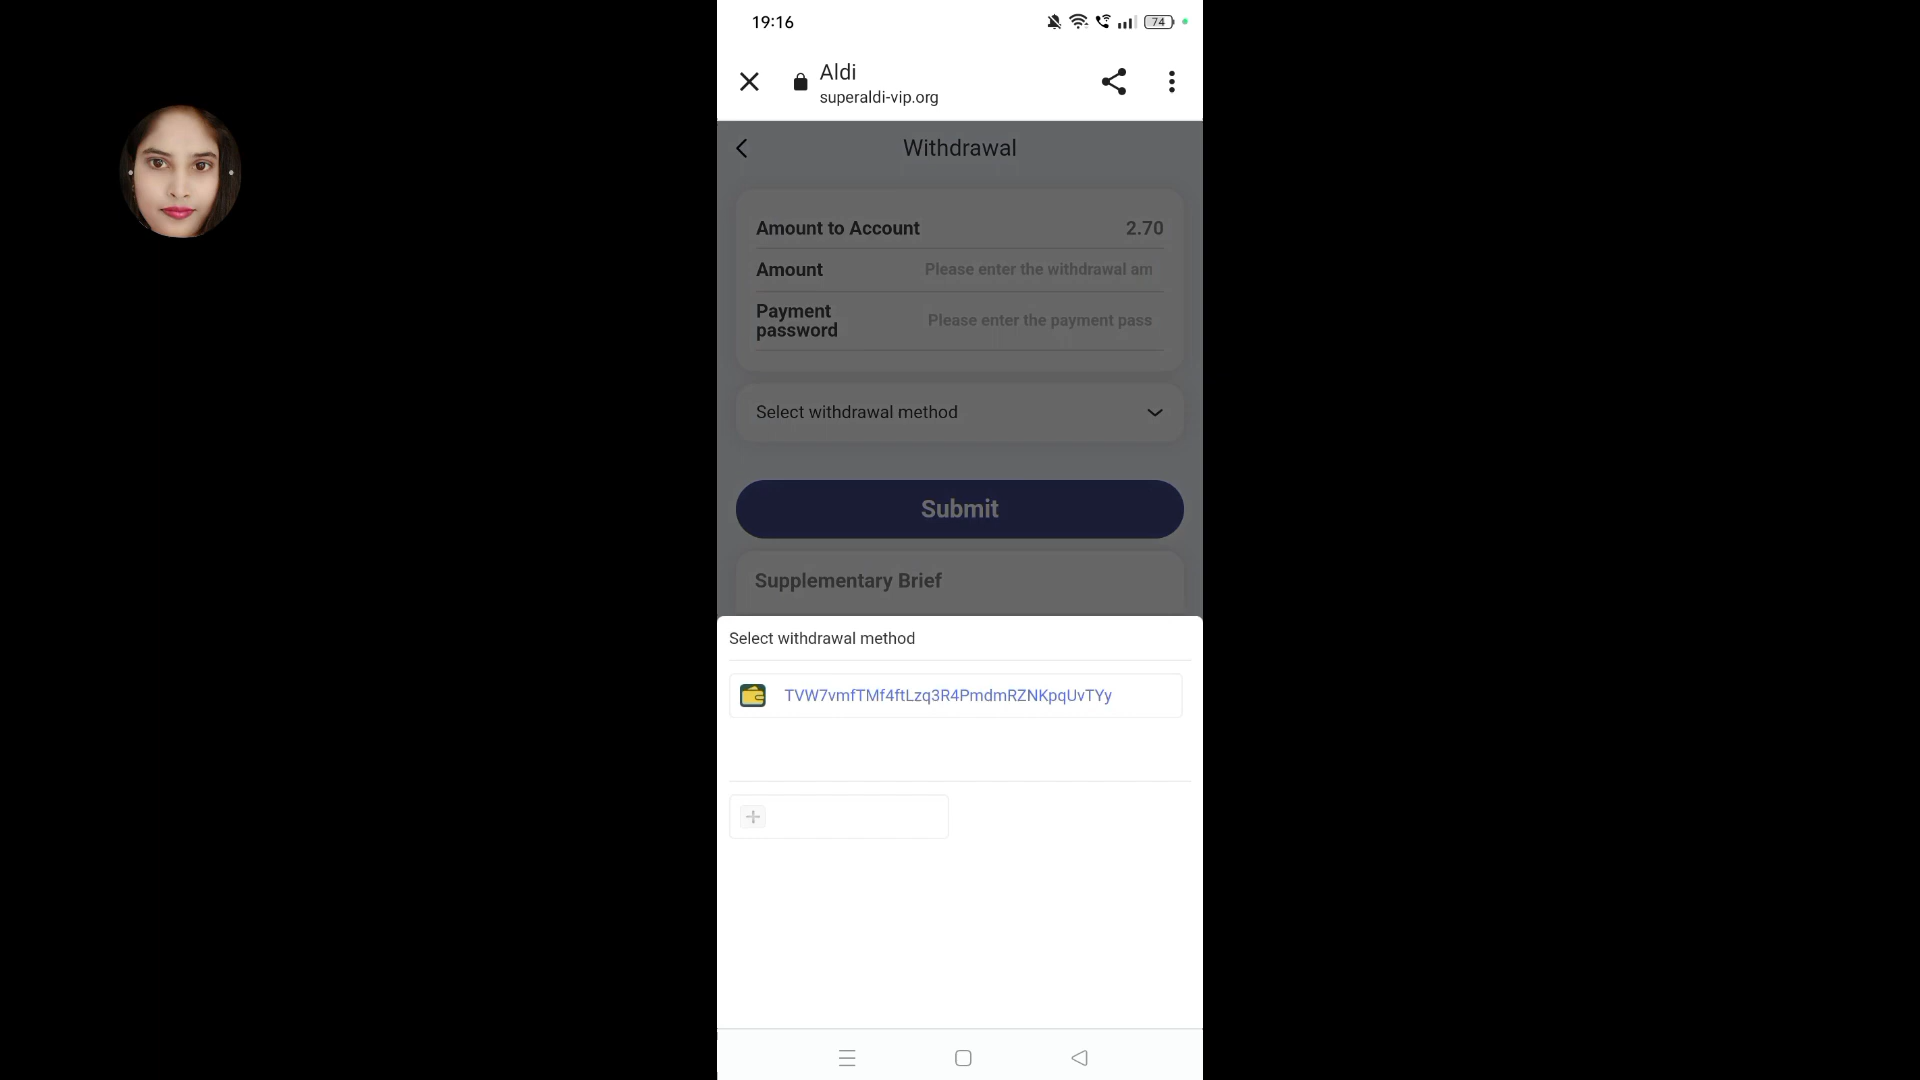 19:16
74
Aldi
superaldi-vip.org
Withdrawal
Amount to Account 2.70
Amount Please enter the withdrawal am
Payment
password Please enter the payment pass
Select withdrawal method
Submit
Supplementary Brief
Select withdrawal method
TVW7vmfTMf4ftLzq3R4PmdmRZNKpqUvTYy